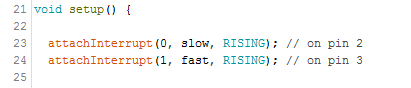 21 void setup() {
22
23 attachInterrupt(0, slow, RISING); // on pin 2
24 attachInterrupt(1, fast, RISING); // on pin 3
25